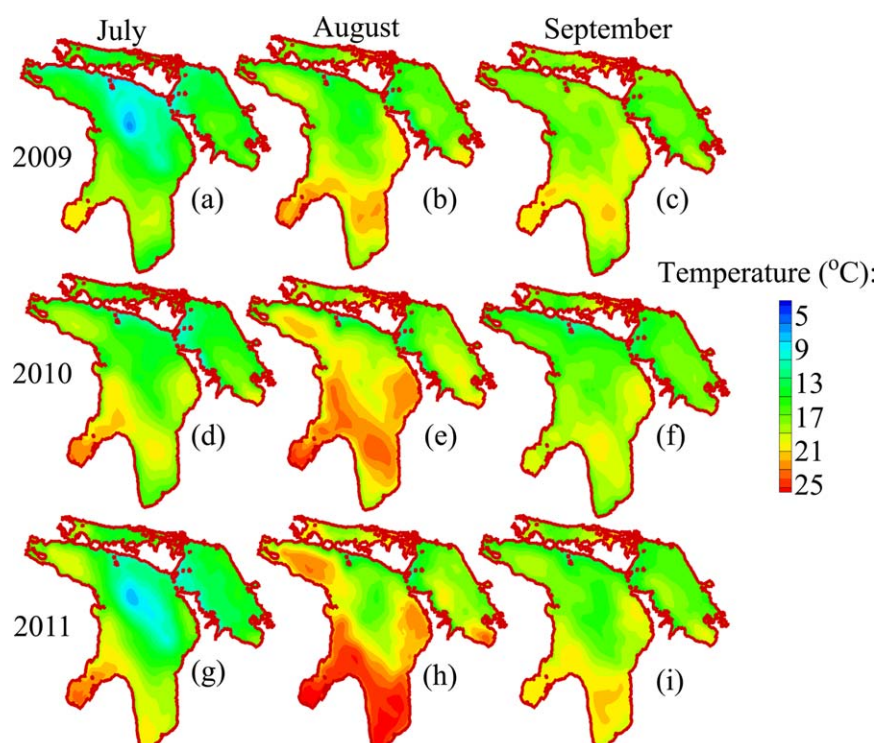 July August September
2009
(a) (b) (c)
Temperature (°C):
5
9
2010
13
17
(d) (e) (f)
21
25
2011
(g) (h) (i)